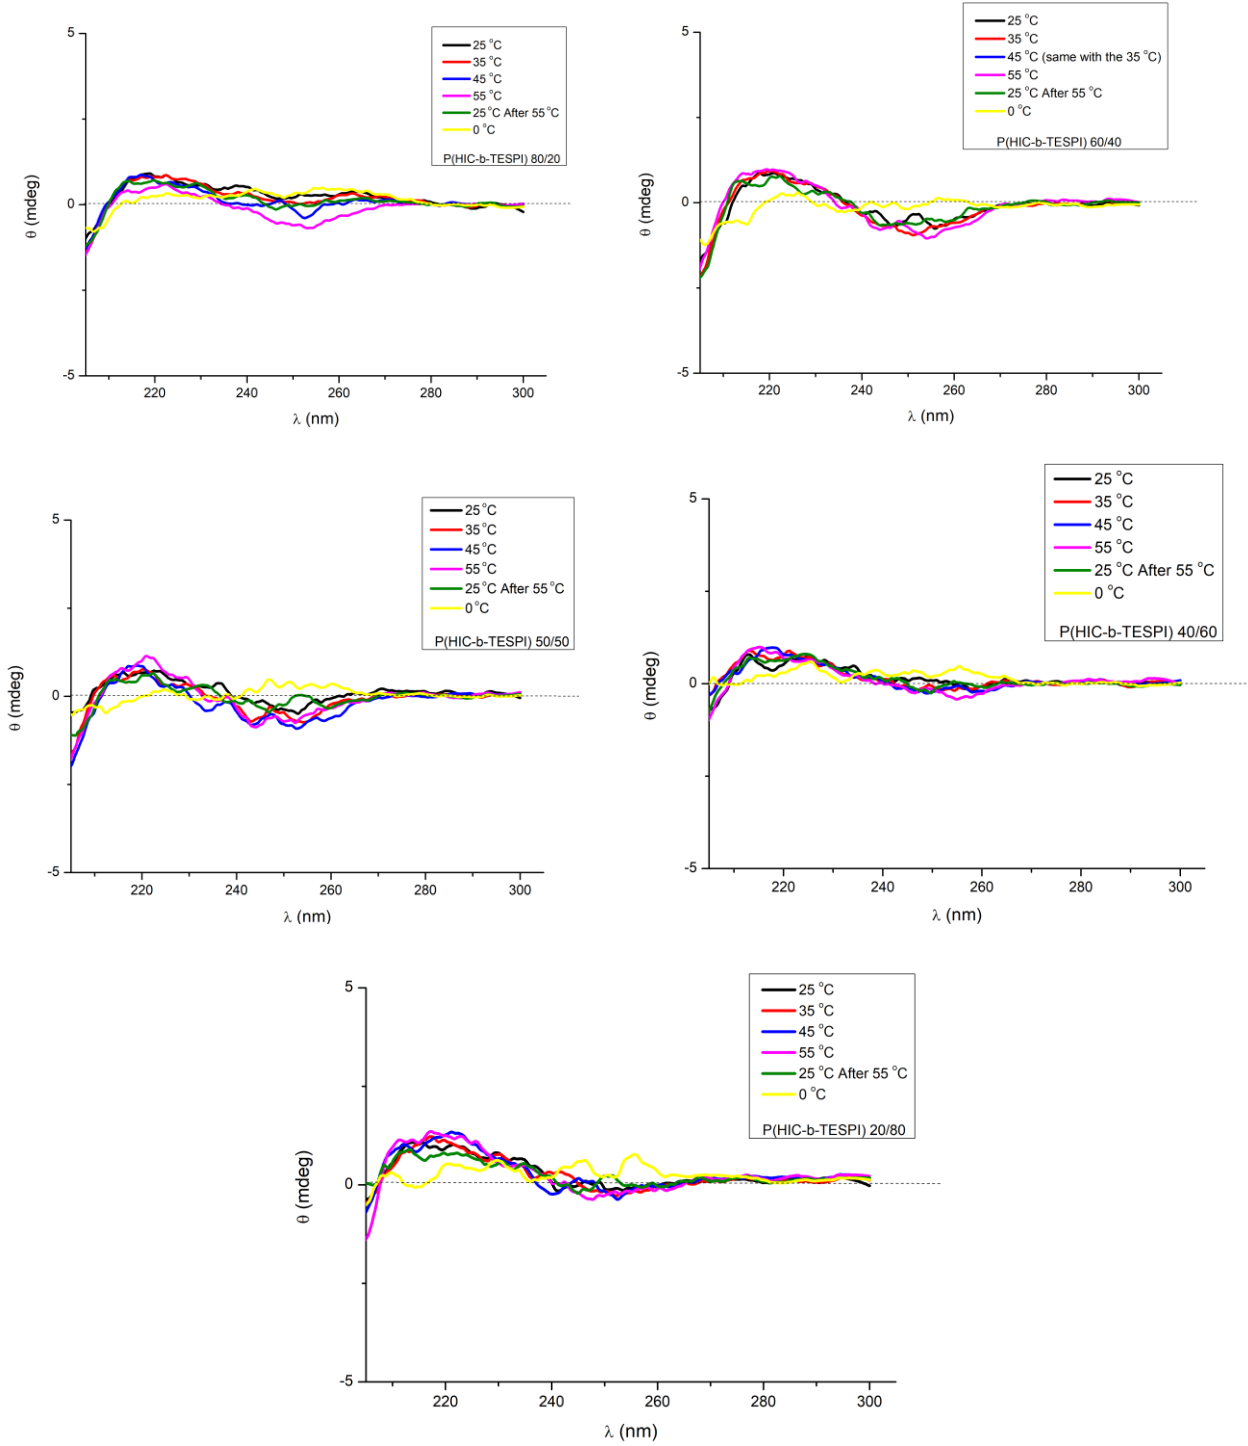 5
25 °C
35 °C
45 °C
55 °C
25 °C After 55 °C
0 °C
P(HIC-b-TESPI) 80/20
θ (mdeg)
0
-5
220
240
260
280
300
λ (nm)
5
25 °C
35 °C
45 °C (same with the 35 °C)
55 °C
25 °C After 55 °C
0 °C
P(HIC-b-TESPI) 60/40
θ (mdeg)
0
-5
220
240
260
280
300
λ (nm)
5
25 °C
35 °C
45 °C
55 °C
25 °C After 55 °C
0 °C
P(HIC-b-TESPI) 50/50
θ (mdeg)
0
-5
220
240
260
280
300
λ (nm)
5
25 °C
35 °C
45 °C
55 °C
25 °C After 55 °C
0 °C
P(HIC-b-TESPI) 40/60
θ (mdeg)
0
-5
220
240
260
280
300
λ (nm)
5
25 °C
35 °C
45 °C
55 °C
25 °C After 55 °C
0 °C
P(HIC-b-TESPI) 20/80
θ (mdeg)
0
-5
220
240
260
280
300
λ (nm)